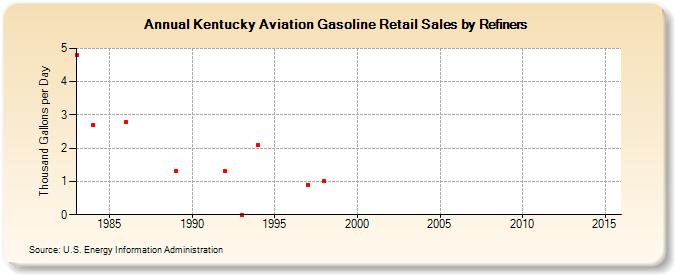 Annual Kentucky Aviation Gasoline Retail Sales by Refiners
Thousand Gallons per Day
5
4
3
2
1
0
1985 1990 1995 2000 2005 2010 2015
Source: U.S. Energy Information Administration